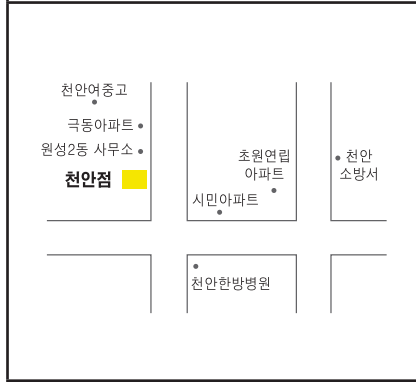 천안여중고
극동아파트
원성2동 사무소
천안점
초원연립
아파트
시민아파트
천안
소방서
천안한방병원